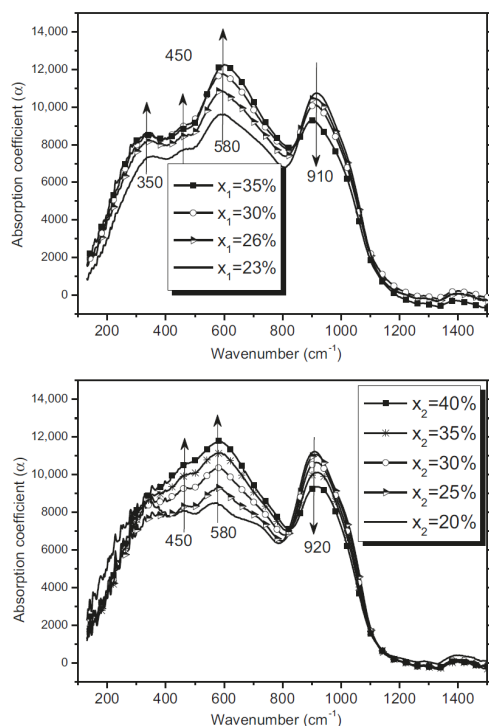 14,000
12,000
10,000
8000
6000
4000
2000
0
Absorption coefficient (α)
450
350
580
910
x1=35%
x1=30%
x1=26%
x1=23%
200 400 600 800 1000 1200 1400
Wavenumber (cm-1)
14,000
12,000
10,000
8000
6000
4000
2000
0
Absorption coefficient (α)
450
580
920
x2=40%
x2=35%
x2=30%
x2=25%
x2=20%
200 400 600 800 1000 1200 1400
Wavenumber (cm-1)